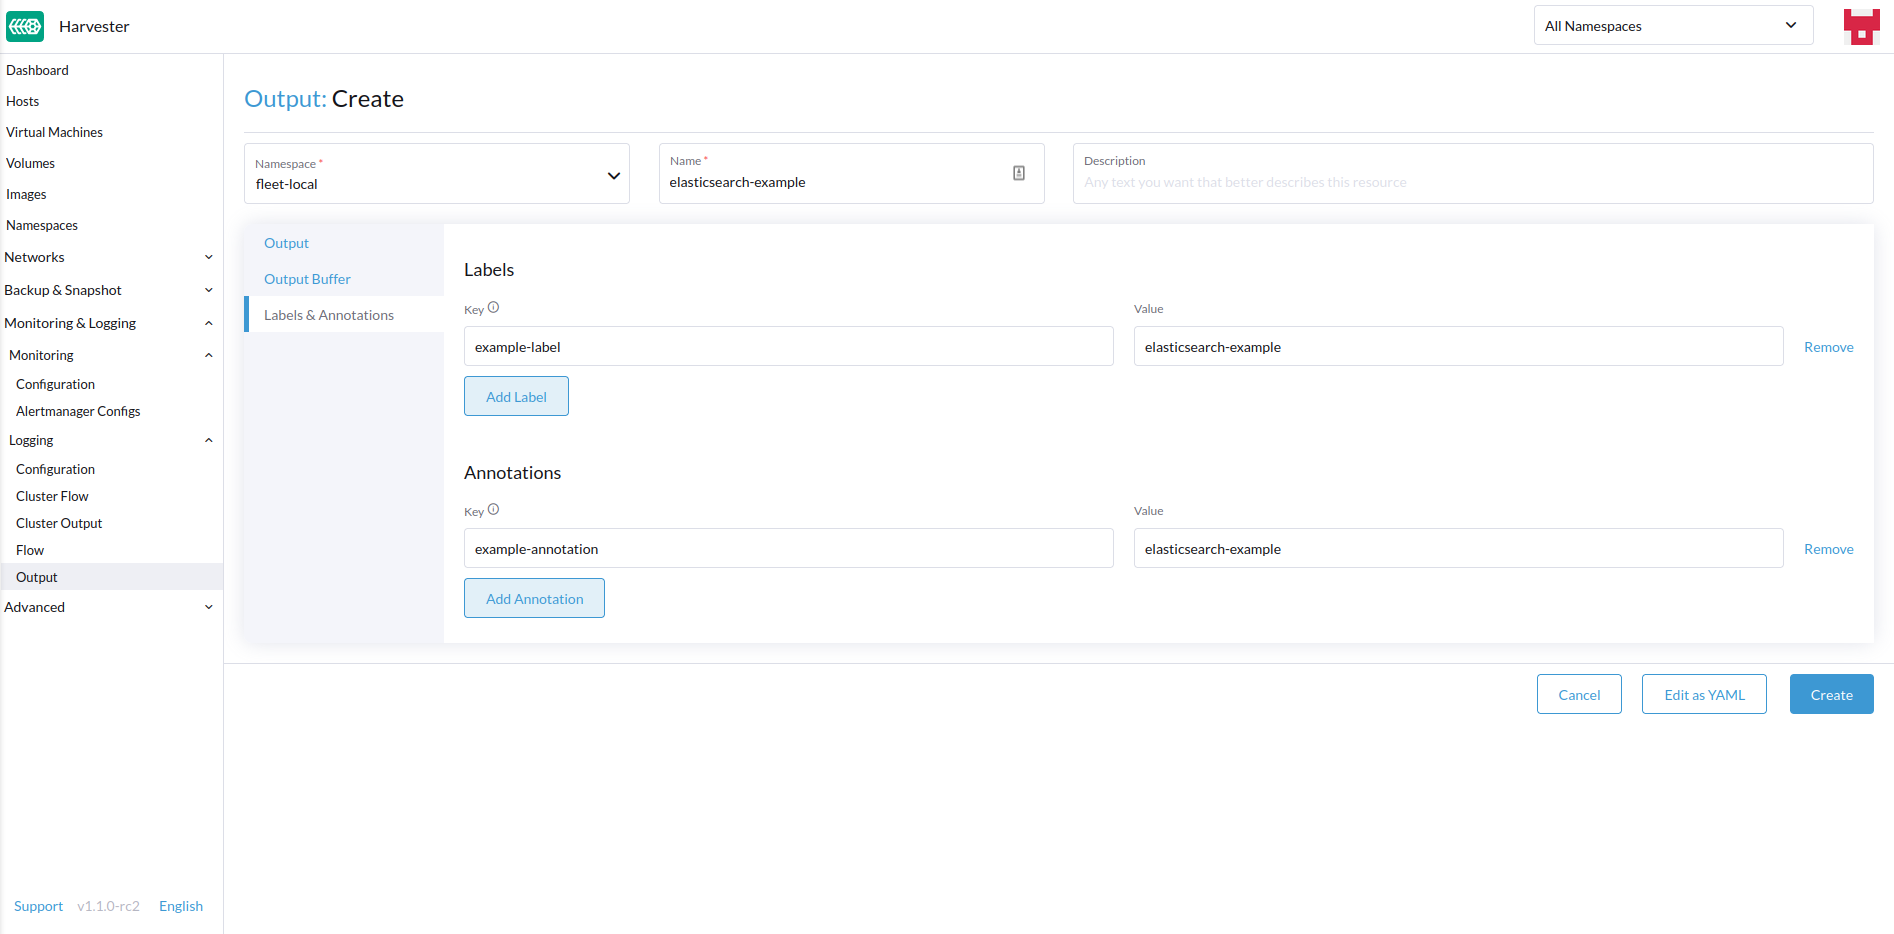 Harvester
All Namespaces
Dashboard
Hosts
Virtual Machines
Volumes
Images
Namespaces
Networks
Backup & Snapshot
Monitoring & Logging
Monitoring
Configuration
Alertmanager Configs
Logging
Configuration
Cluster Flow
Cluster Output
Flow
Output
Advanced
Support v1.1.0-rc2 English
Output: Create
Namespace *
fleet-local
Name *
elasticsearch-example
Description
Any text you want that better describes this resource
Output
Output Buffer
Labels & Annotations
Labels
Key Value
example-label elasticsearch-example Remove
Add Label
Annotations
Key Value
example-annotation elasticsearch-example Remove
Add Annotation
Cancel Edit as YAML Create